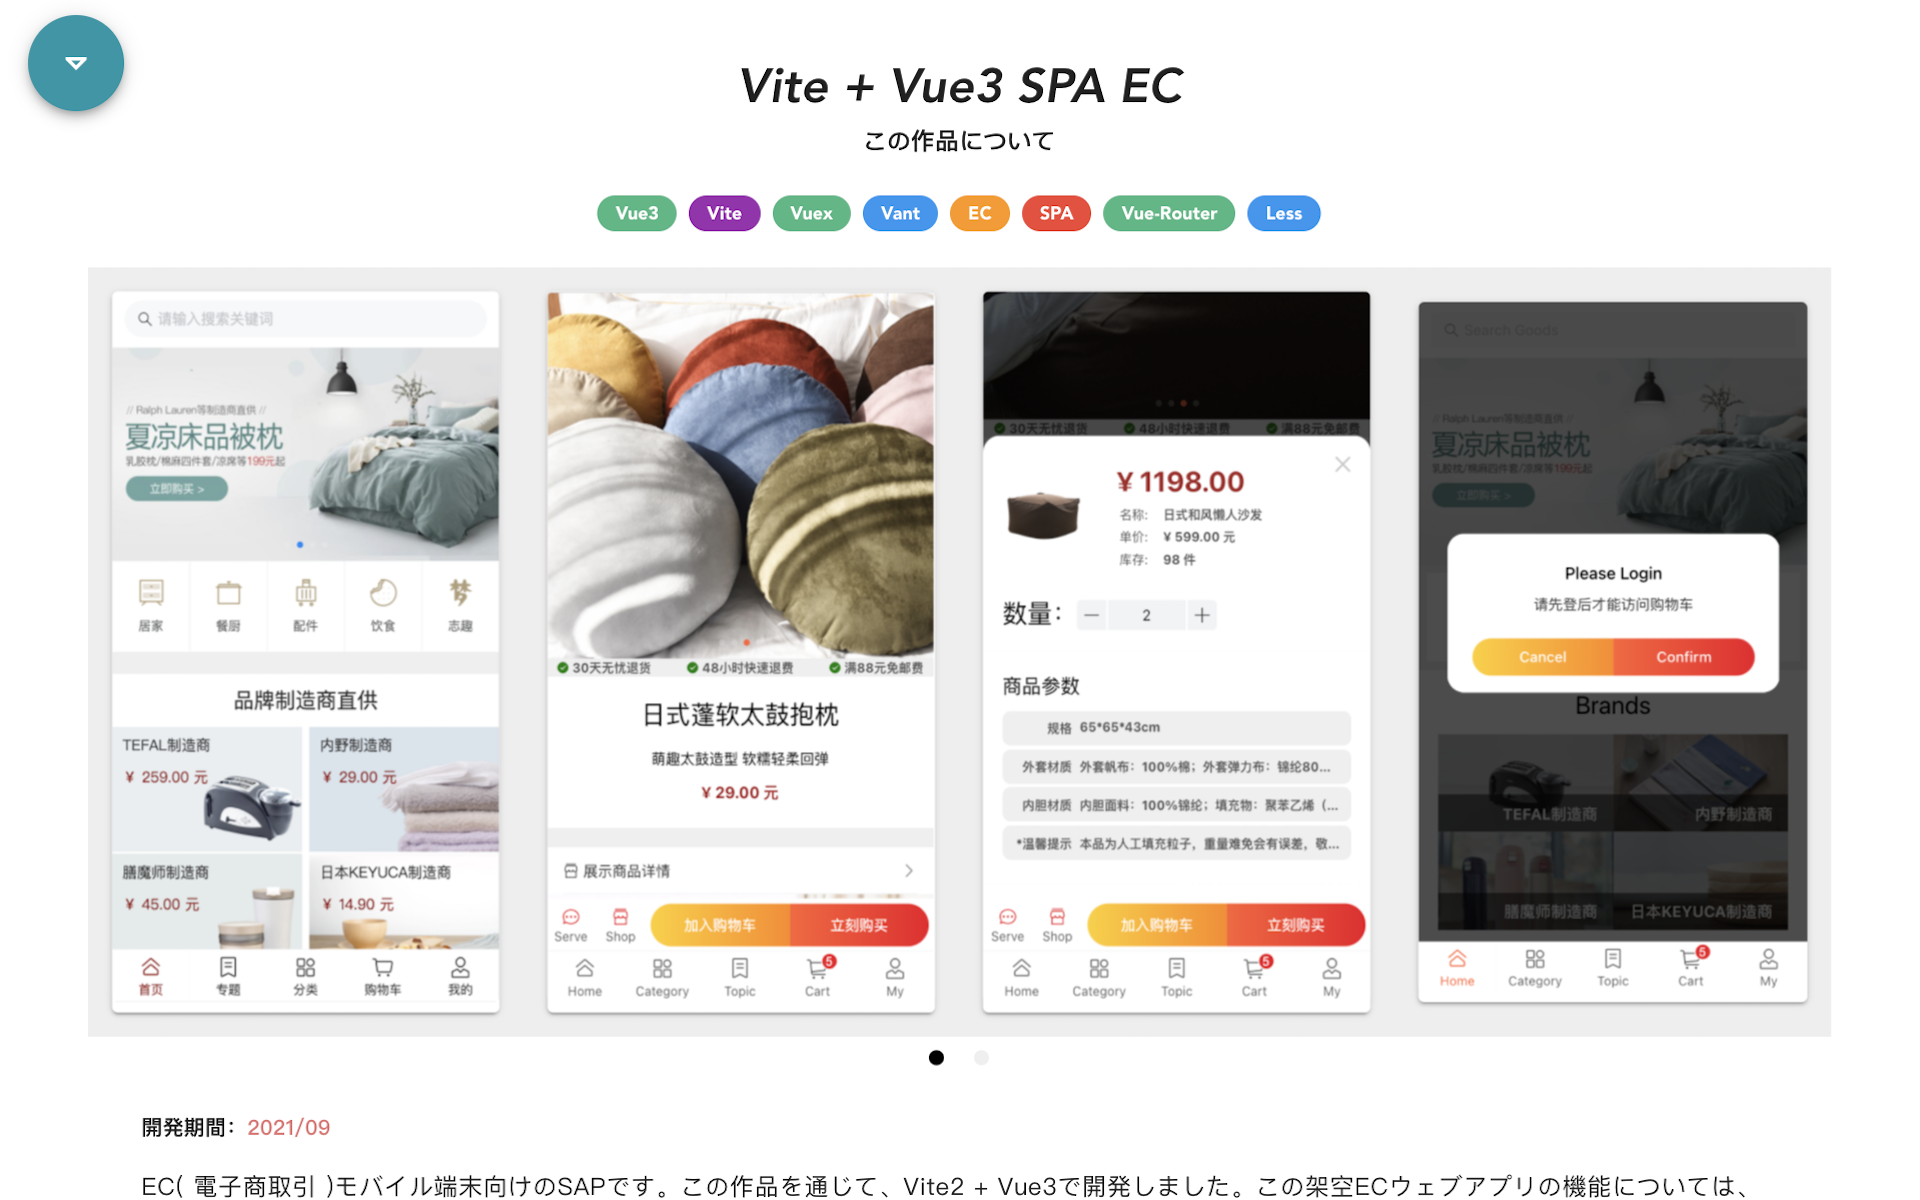 Vite + Vue3 SPA EC
この作品について
Vue3 Vite Vuex Vant EC SPA Vue-Router Less
请输入搜索关键词
// Ralph Lauren等制造商直供 //
夏凉床品被枕
乳胶枕/棉麻四件套/凉席等199元起
立即购买 >
居家 餐厨 配件 饮食 志趣
品牌制造商直供
TEFAL制造商
¥ 259.00 元
内野制造商
¥ 29.00 元
膳魔师制造商
¥ 45.00 元
日本KEYUCA制造商
¥ 14.90 元
首页 专题 分类 购物车 我的
30天无忧退货 48小时快速退费 满88元免邮费
日式蓬软太鼓抱枕
萌趣太鼓造型 软糯轻柔回弹
¥ 29.00 元
展示商品详情
Serve Shop 加入购物车 立刻购买
5
Home Category Topic Cart My
30天无忧退货 48小时快速退费 满88元免邮费
¥ 1198.00
名称: 日式和风懒人沙发
单价: ¥ 599.00 元
库存: 98 件
数量: 2
商品参数
规格 65*65*43cm
外套材质 外套帆布：100%棉；外套弹力布：锦纶80...
内胆材质 内胆面料：100%锦纶；填充物：聚苯乙烯（...
*温馨提示 本品为人工填充粒子，重量难免会有误差，敬...
Serve Shop 加入购物车 立刻购买
5
Home Category Topic Cart My
Search Goods
// Ralph Lauren等制造商直供 //
夏凉床品被枕
乳胶枕/棉麻四件套/凉席等199元起
立即购买 >
Please Login
请先登后才能访问购物车
Cancel Confirm
Brands
TEFAL制造商 内野制造商
膳魔师制造商 日本KEYUCA制造商
5
Home Category Topic Cart My
開発期間： 2021/09
EC( 電子商取引 )モバイル端末向けのSAPです。この作品を通じて、Vite2 + Vue3で開発しました。この架空ECウェブアプリの機能については、